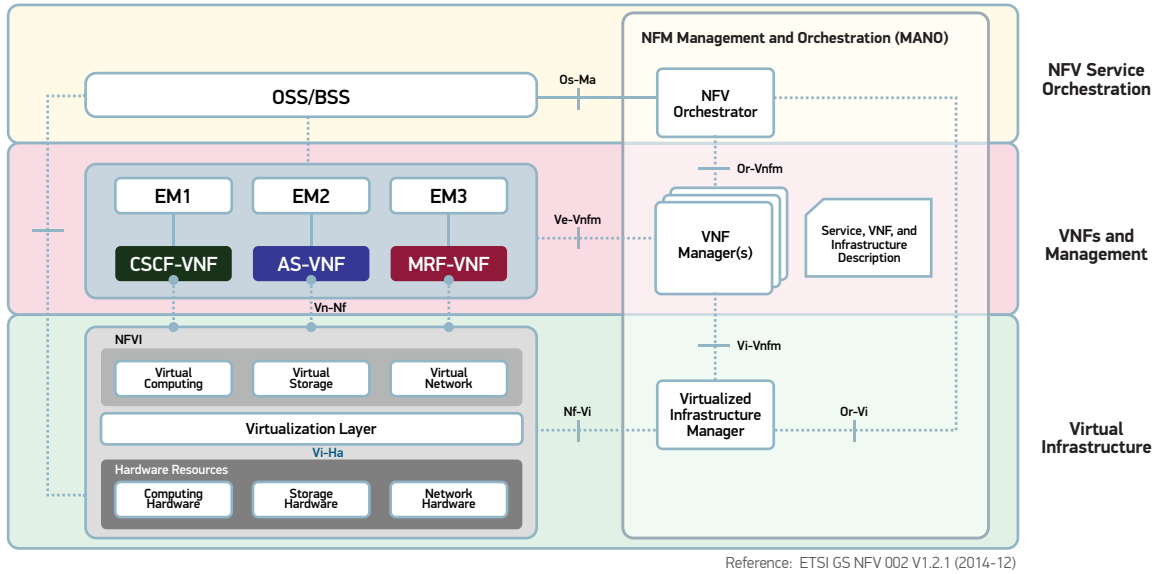 NFM Management and Orchestration (MANO)
OSS/BSS
Os-Ma
NFV
Orchestrator
NFV Service
Orchestration
Or-Vnfm
EM1
EM2
EM3
Ve-Vnfm
CSCF-VNF
AS-VNF
MRF-VNF
VNF
Manager(s)
Service, VNF, and
Infrastructure
Description
VNFs and
Management
Vn-Nf
NFVI
Virtual
Computing
Virtual
Storage
Virtual
Network
Vi-Vnfm
Virtualization Layer
Vi-Ha
Nf-Vi
Virtualized
Infrastructure
Manager
Or-Vi
Virtual
Infrastructure
Hardware Resources
Computing
Hardware
Storage
Hardware
Network
Hardware
Reference: ETSI GS NFV 002 V1.2.1 (2014-12)